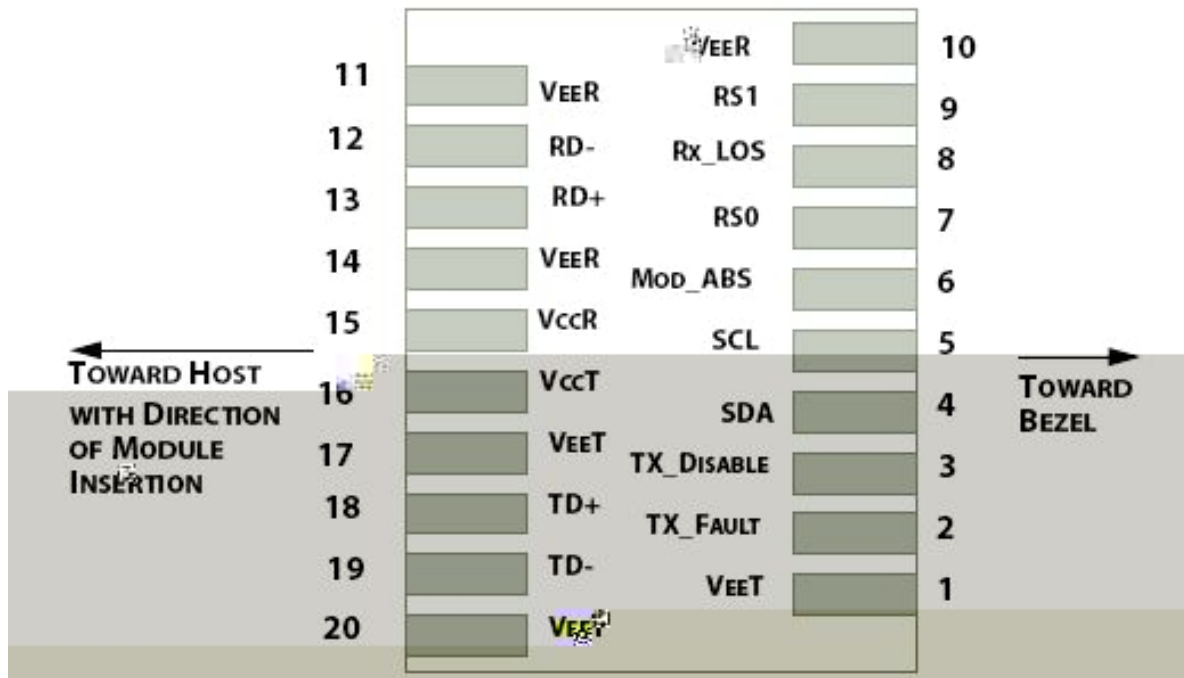 VEER 10
11 VEER RS1 9
12 RD- Rx_LOS 8
13 RD+ RS0 7
14 VEER MOD_ABS 6
15 VCCR SCL 5
TOWARD HOST
WITH DIRECTION
OF MODULE
INSERTION
16 VCCT SDA 4
TOWARD
BEZEL
17 VEET TX_DISABLE 3
18 TD+ TX_FAULT 2
19 TD- VEET 1
20 VEET